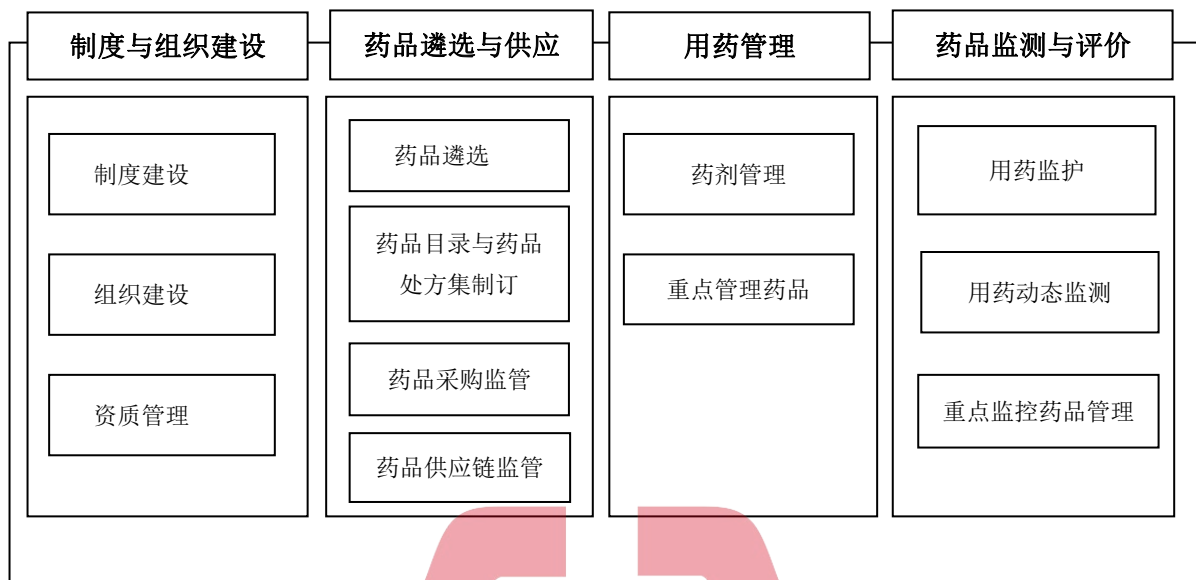 制度与组织建设
药品遴选与供应
用药管理
药品监测与评价
制度建设
组织建设
资质管理
药品遴选
药品目录与药品
处方集制订
药品采购监管
药品供应链监管
药剂管理
重点管理药品
用药监护
用药动态监测
重点监控药品管理